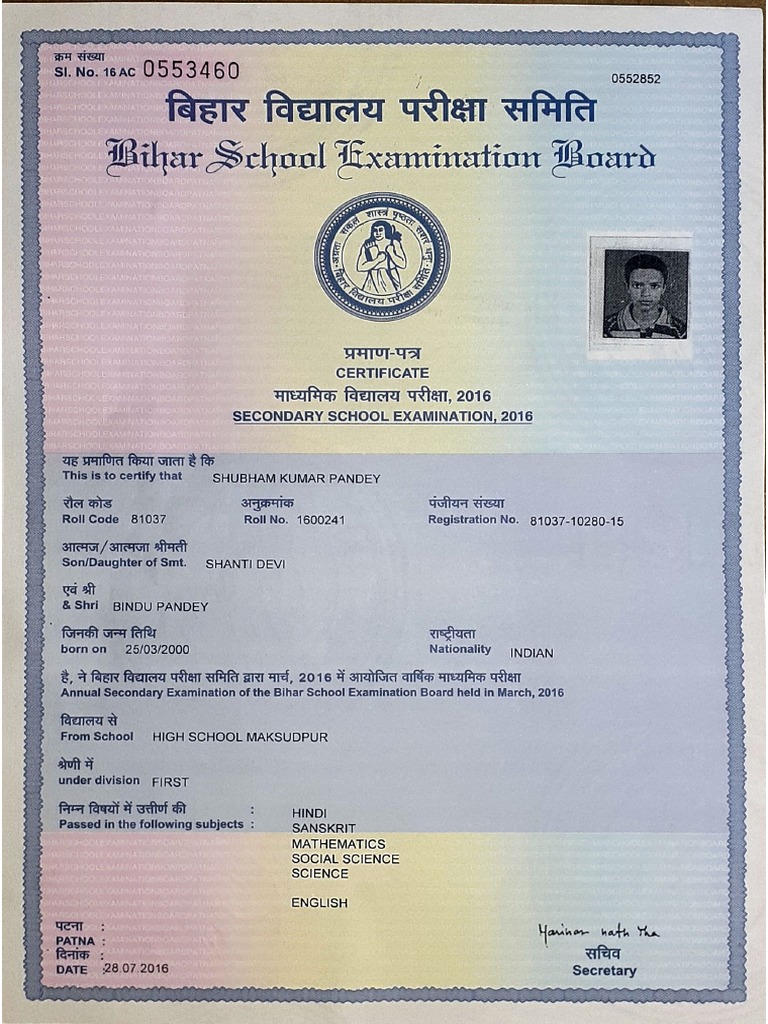 क्रम संख्या
Sl. No. 16 AC 0553460
0552852
बिहार विद्यालय परीक्षा समिति
Bihar School Examination Board
बिहार विद्यालय परीक्षा समिति
प्रमाण-पत्र
CERTIFICATE
माध्यमिक विद्यालय परीक्षा, 2016
SECONDARY SCHOOL EXAMINATION, 2016
यह प्रमाणित किया जाता है कि
This is to certify that SHUBHAM KUMAR PANDEY
रौल कोड अनुक्रमांक पंजीयन संख्या
Roll Code 81037 Roll No. 1600241 Registration No. 81037-10280-15
आत्मज/आत्मजा श्रीमती
Son/Daughter of Smt. SHANTI DEVI
एवं श्री
& Shri BINDU PANDEY
जिनकी जन्म तिथि राष्ट्रीयता
born on 25/03/2000 Nationality INDIAN
है, ने बिहार विद्यालय परीक्षा समिति द्वारा मार्च, 2016 में आयोजित वार्षिक माध्यमिक परीक्षा
Annual Secondary Examination of the Bihar School Examination Board held in March, 2016
विद्यालय से
From School HIGH SCHOOL MAKSUDPUR
श्रेणी में
under division FIRST
निम्न विषयों में उत्तीर्ण की :
Passed in the following subjects :
HINDI
SANSKRIT
MATHEMATICS
SOCIAL SCIENCE
SCIENCE
ENGLISH
पटना :
PATNA :
दिनांक :
DATE :28.07.2016
सचिव
Secretary